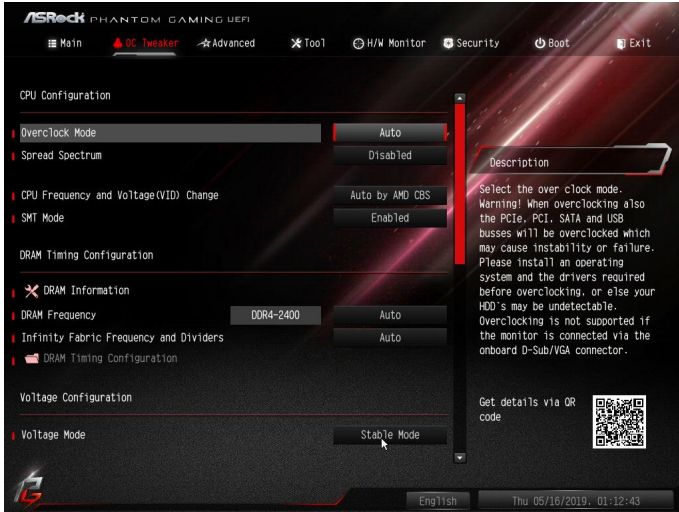 ASRock PHANTOM GAMING UEFI
Main
OC Tweaker
Advanced
Tool
H/W Monitor
Security
Boot
Exit
CPU Configuration
Overclock Mode Auto
Spread Spectrum Disabled
CPU Frequency and Voltage(VID) Change Auto by AMD CBS
SMT Mode Enabled
DRAM Timing Configuration
DRAM Information
DRAM Frequency DDR4-2400 Auto
Infinity Fabric Frequency and Dividers Auto
DRAM Timing Configuration
Voltage Configuration
Voltage Mode Stable Mode
Description
Select the over clock mode.
Warning! When overclocking also
the PCIe, PCI, SATA and USB
busses will be overclocked which
may cause instability or failure.
Please install an operating
system and the drivers required
before overclocking, or else your
HDD`s may be undetectable.
Overclocking is not supported if
the monitor is connected via the
onboard D-Sub/VGA connector.
Get details via QR
code
English
Thu 05/16/2019. 01:12:43